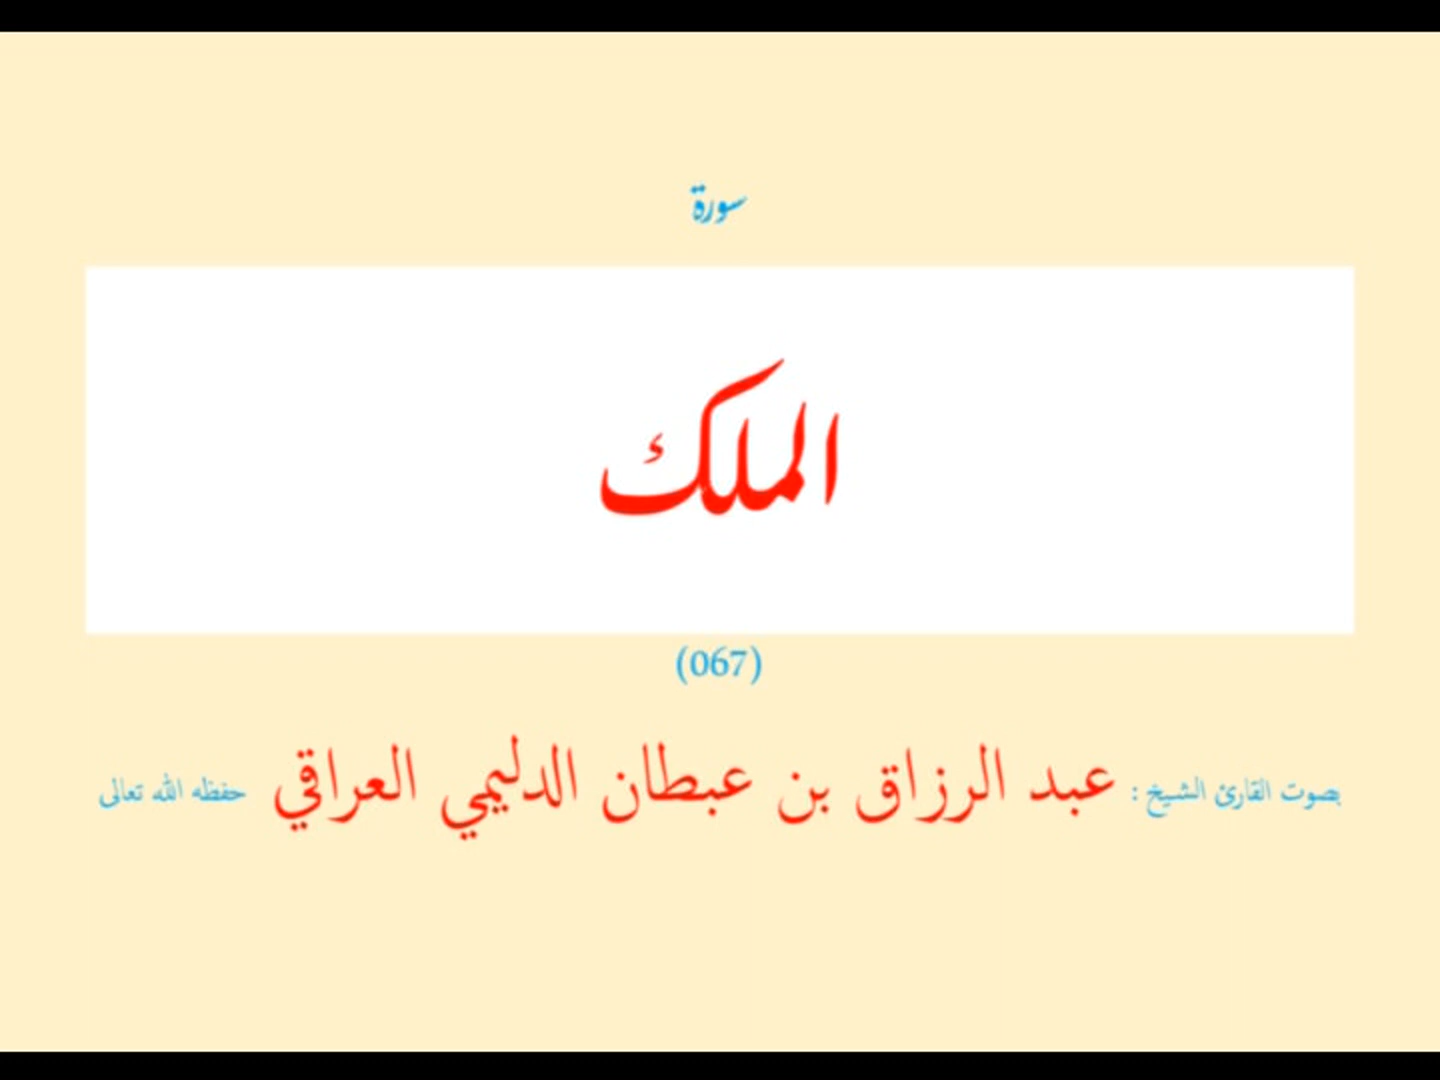 سورة
الملك
(067)
بصوت القارئ الشيخ : عبد الرزاق بن عبطان الدليمي العراقي حفظه الله تعالى